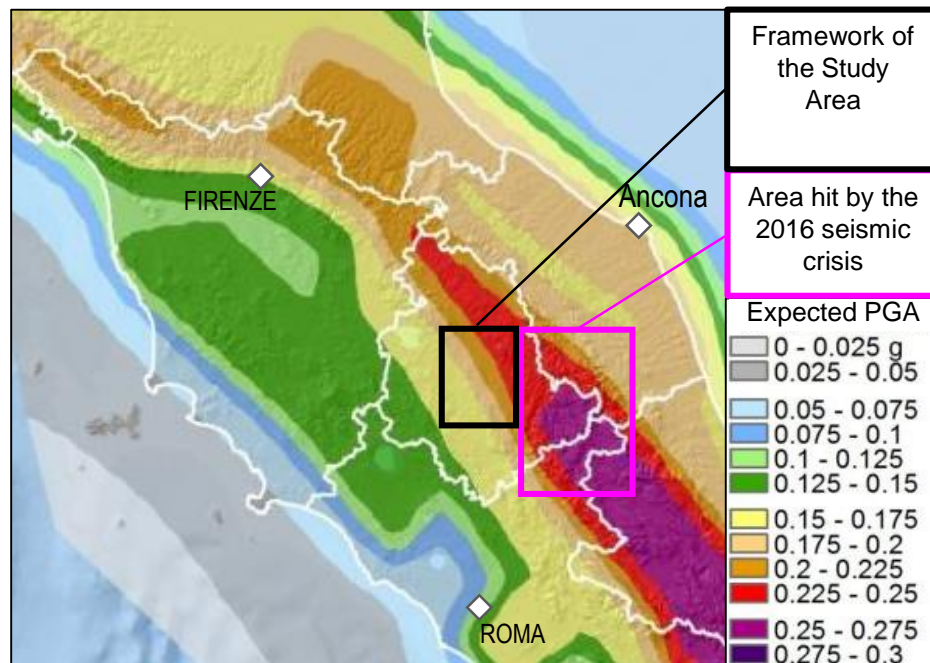 Framework of
the Study
Area
Area hit by the
2016 seismic
crisis
FIRENZE
Ancona
ROMA
Expected PGA
0 - 0.025 g
0.025 - 0.05
0.05 - 0.075
0.075 - 0.1
0.1 - 0.125
0.125 - 0.15
0.15 - 0.175
0.175 - 0.2
0.2 - 0.225
0.225 - 0.25
0.25 - 0.275
0.275 - 0.3